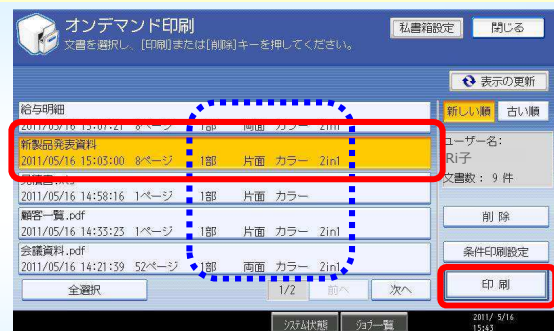 オンデマンド印刷
文書を選択し、[印刷]または[削除]キーを押してください。
私書箱設定
閉じる
表示の更新
新しい順 古い順
給与明細
2011/05/16 15:07:21 8ページ 1部 両面 カラー 2in1
新製品発表資料
2011/05/16 15:03:00 8ページ 1部 片面 カラー 2in1
2011/05/16 14:58:16 1ページ 1部 片面 カラー
顧客一覧.pdf
2011/05/16 14:33:23 1ページ 1部 片面 カラー 2in1
会議資料.pdf
2011/05/16 14:21:39 52ページ 1部 両面 カラー 2in1
ユーザー名:
Ri子
文書数: 9 件
削除
条件印刷設定
印刷
全選択
1/2
前へ
次へ
システム状態
ジョブ一覧
2011/ 5/16
15:43